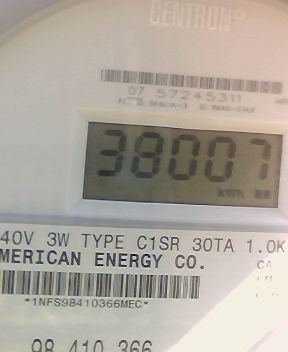 CENTRON®
07 57245311
38007
kWh
40V 3W TYPE C1SR 30TA 1.0K
MERICAN ENERGY CO.
CA
*1NFS98410366MEC*
98 410 366